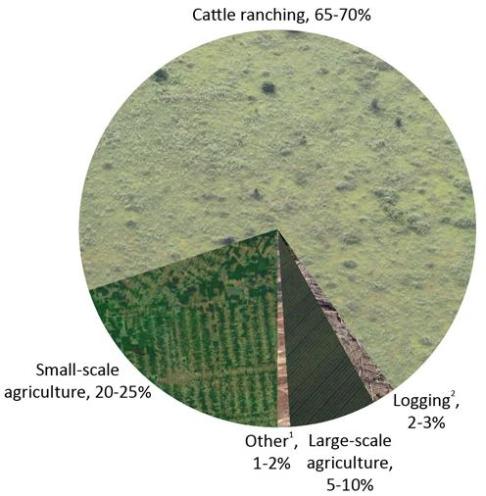 Cattle ranching, 65-70%
Small-scale
agriculture, 20-25%
Other¹,
1-2%
Large-scale
agriculture,
5-10%
Logging²,
2-3%